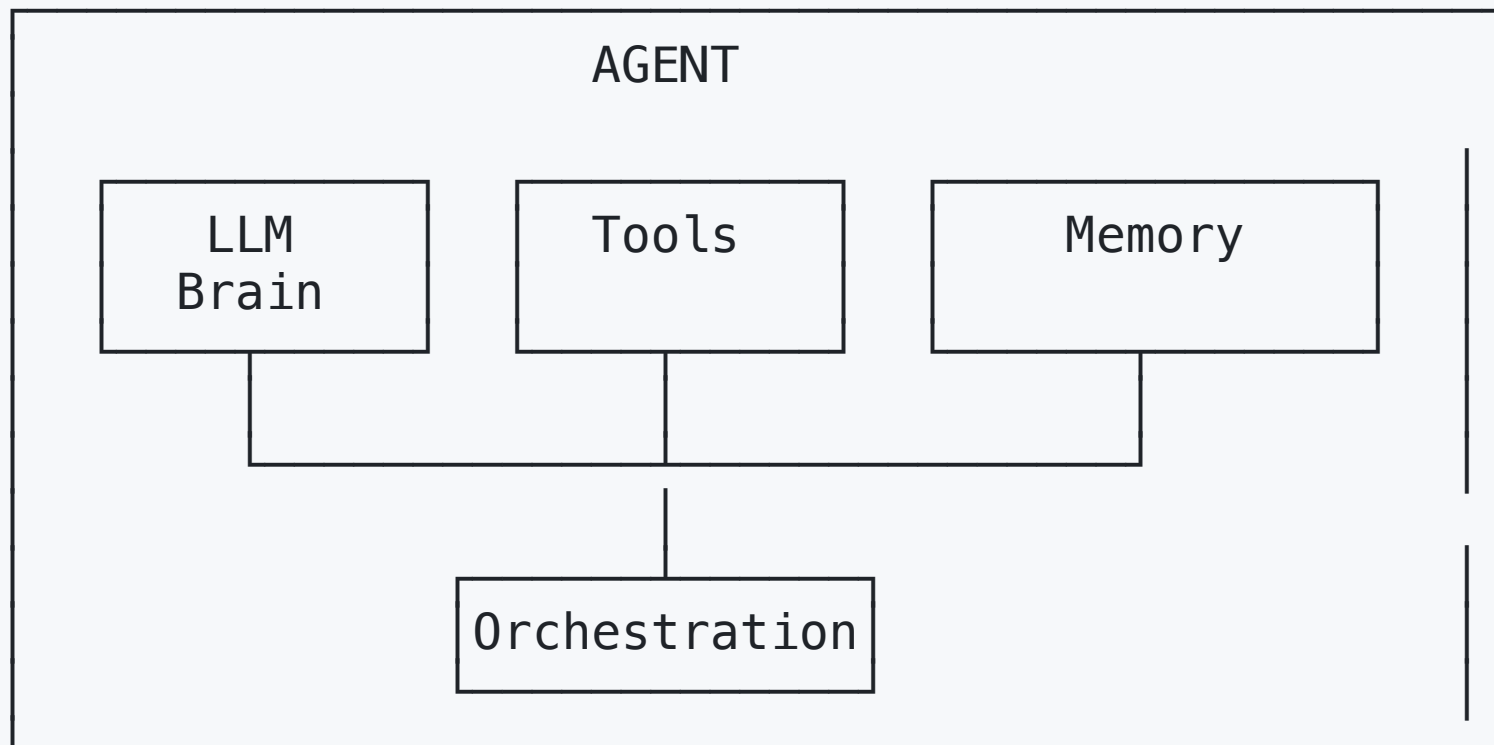 AGENT
LLM
Brain
Tools
Memory
Orchestration